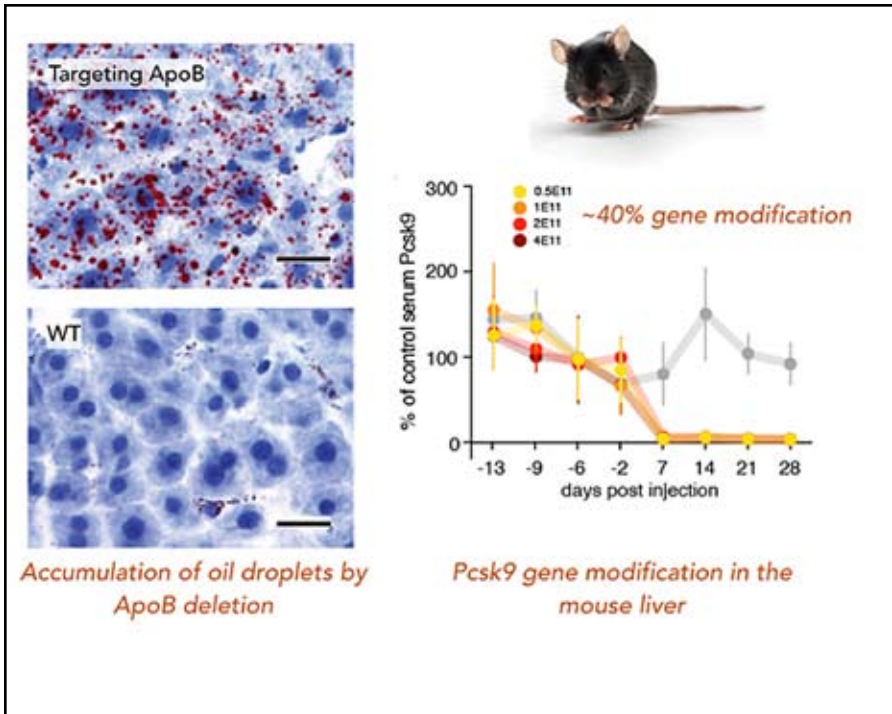 Targeting ApoB
WT
Accumulation of oil droplets by
ApoB deletion
300
200
100
0
% of control serum Pcsk9
0.5E11
1E11
2E11
4E11
~40% gene modification
-13 -9 -6 -2 7 14 21 28
days post injection
Pcsk9 gene modification in the
mouse liver